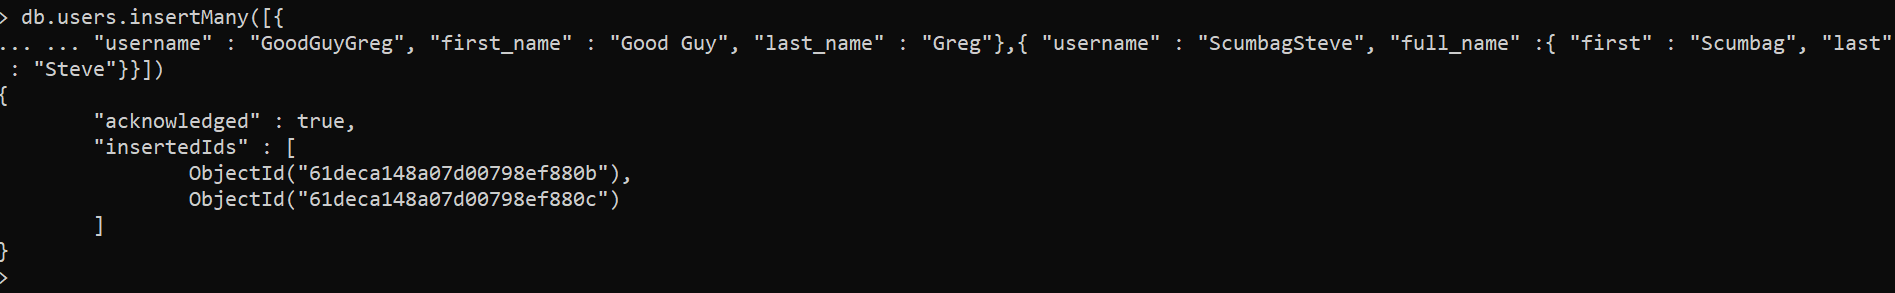 > db.users.insertMany([{
... ... "username" : "GoodGuyGreg", "first_name" : "Good Guy", "last_name" : "Greg"},{ "username" : "ScumbagSteve", "full_name" :{ "first" : "Scumbag", "last"
 : "Steve"}}])
{
        "acknowledged" : true,
        "insertedIds" : [
                ObjectId("61deca148a07d00798ef880b"),
                ObjectId("61deca148a07d00798ef880c")
        ]
}
>